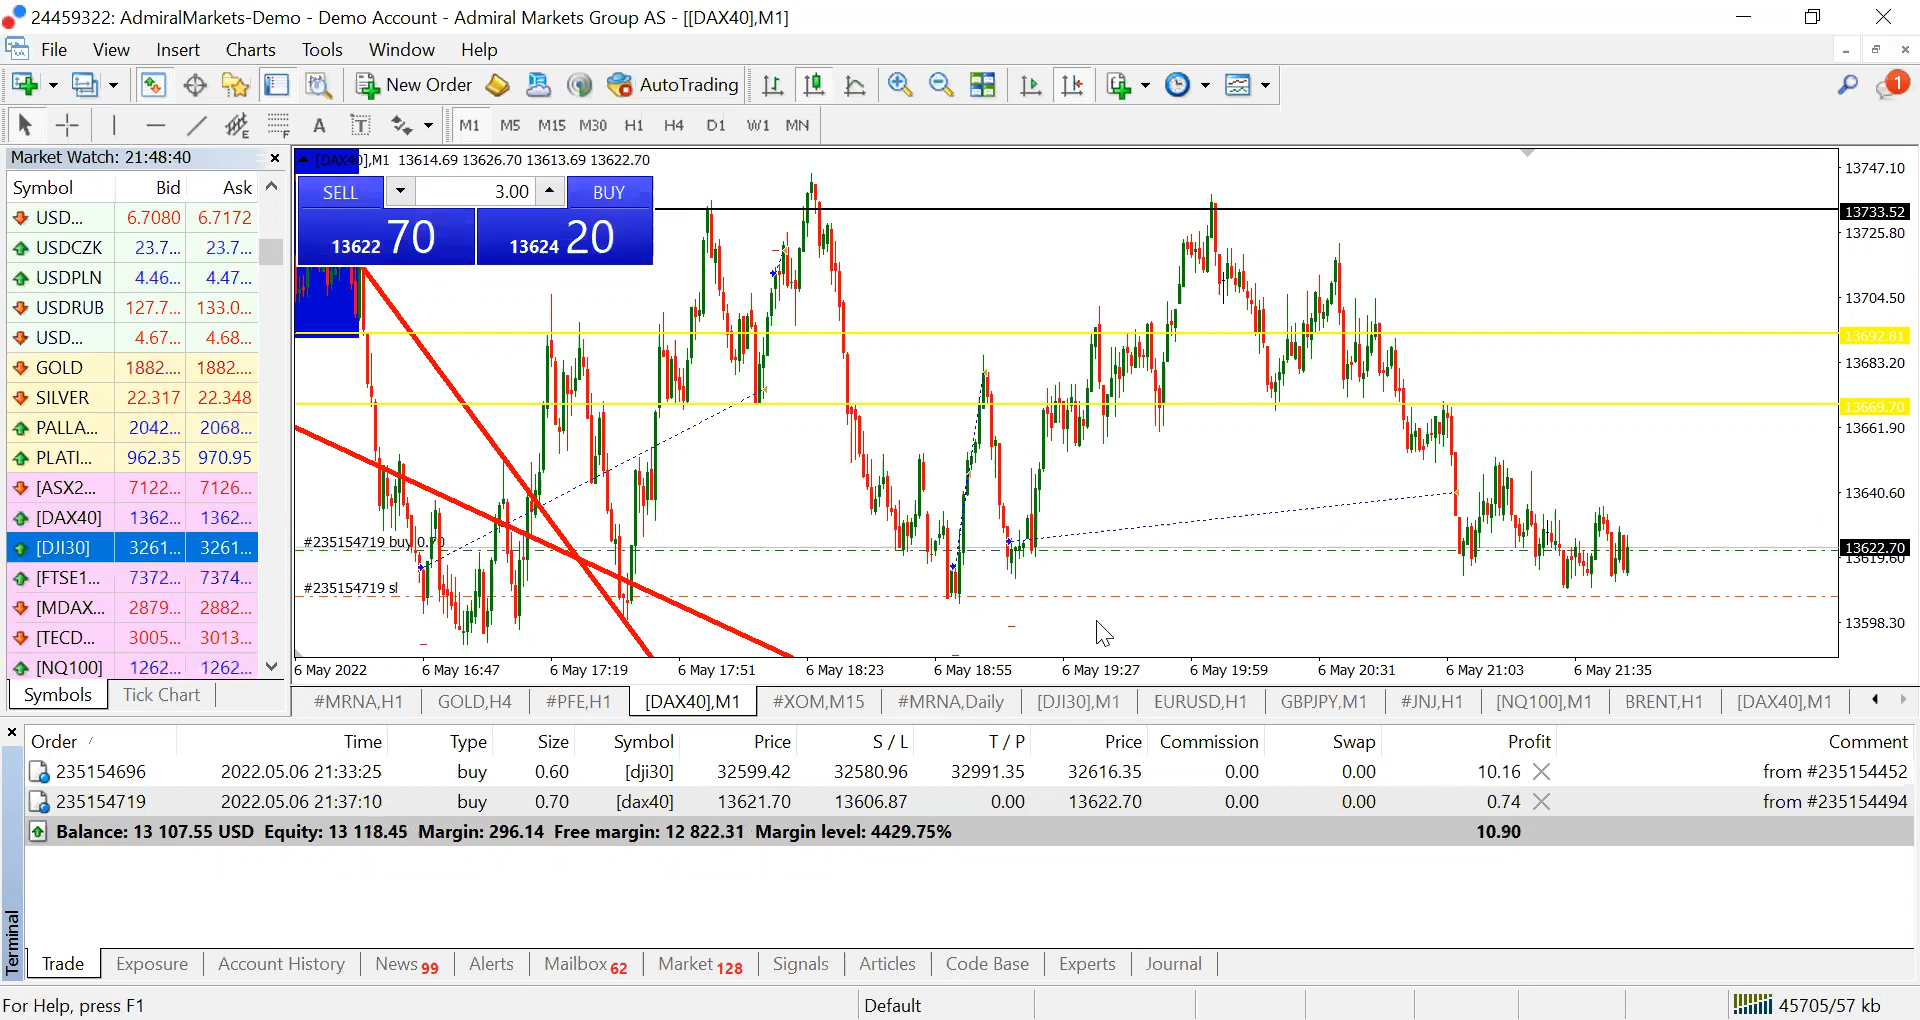 24459322: AdmiralMarkets-Demo - Demo Account - Admiral Markets Group AS - [[DAX40],M1]
File View Insert Charts Tools Window Help
New Order AutoTrading 1
A T M1 M5 M15 M30 H1 H4 D1 W1 MN
Market Watch: 21:48:40
Symbol Bid Ask
USD... 6.7080 6.7172
USDCZK 23.7... 23.7...
USDPLN 4.46... 4.47...
USDRUB 127.7... 133.0...
USD... 4.67... 4.68...
GOLD 1882.... 1882....
SILVER 22.317 22.348
PALLA... 2042... 2068...
PLATI... 962.35 970.95
[ASX2... 7122... 7126...
[DAX40] 1362... 1362...
[DJI30] 3261... 3261...
[FTSE1... 7372... 7374...
[MDAX... 2879... 2882...
[TECD... 3005... 3013...
[NQ100] 1262... 1262...
Symbols Tick Chart
[DAX40],M1 13614.69 13626.70 13613.69 13622.70
SELL 3.00 BUY
13622 70 13624 20
#235154719 buy 0.70
#235154719 sl
13747.10
13733.52
13725.80
13704.50
13692.81
13683.20
13669.70
13661.90
13640.60
13622.70
13619.60
13598.30
6 May 2022 6 May 16:47 6 May 17:19 6 May 17:51 6 May 18:23 6 May 18:55 6 May 19:27 6 May 19:59 6 May 20:31 6 May 21:03 6 May 21:35
#MRNA,H1 GOLD,H4 #PFE,H1 [DAX40],M1 #XOM,M15 #MRNA,Daily [DJI30],M1 EURUSD,H1 GBPJPY,M1 #JNJ,H1 [NQ100],M1 BRENT,H1 [DAX40],M1
Order Time Type Size Symbol Price S / L T / P Price Commission Swap Profit Comment
235154696 2022.05.06 21:33:25 buy 0.60 [dji30] 32599.42 32580.96 32991.35 32616.35 0.00 0.00 10.16 from #235154452
235154719 2022.05.06 21:37:10 buy 0.70 [dax40] 13621.70 13606.87 0.00 13622.70 0.00 0.00 0.74 from #235154494
Balance: 13 107.55 USD Equity: 13 118.45 Margin: 296.14 Free margin: 12 822.31 Margin level: 4429.75% 10.90
Terminal
Trade Exposure Account History News 99 Alerts Mailbox 62 Market 128 Signals Articles Code Base Experts Journal
For Help, press F1 Default 45705/57 kb